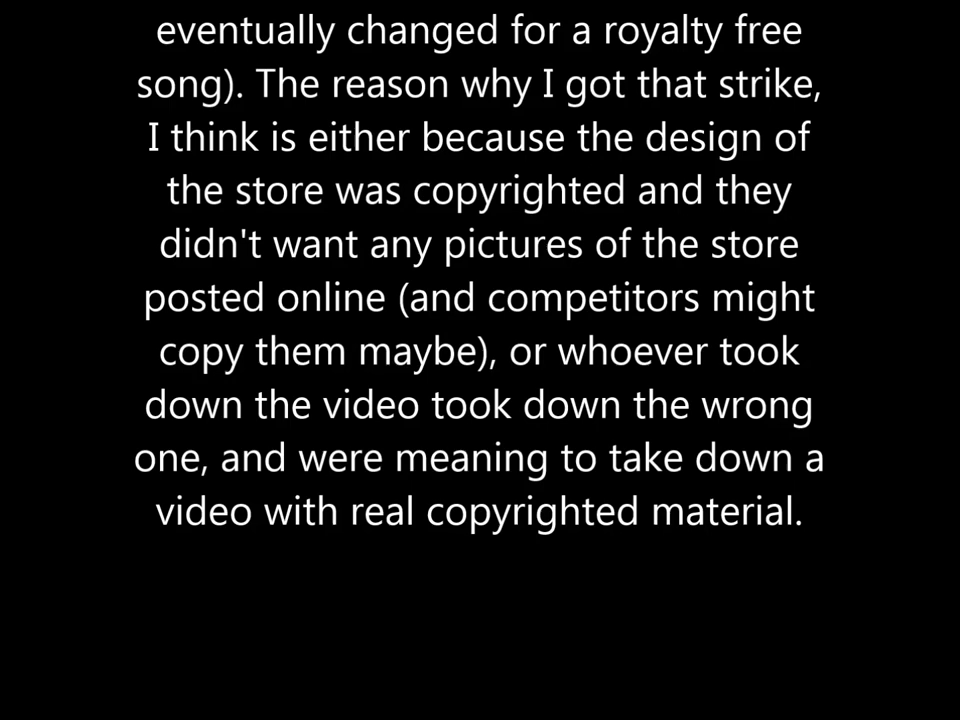 eventually changed for a royalty free
song). The reason why I got that strike,
I think is either because the design of
the store was copyrighted and they
didn't want any pictures of the store
posted online (and competitors might
copy them maybe), or whoever took
down the video took down the wrong
one, and were meaning to take down a
video with real copyrighted material.